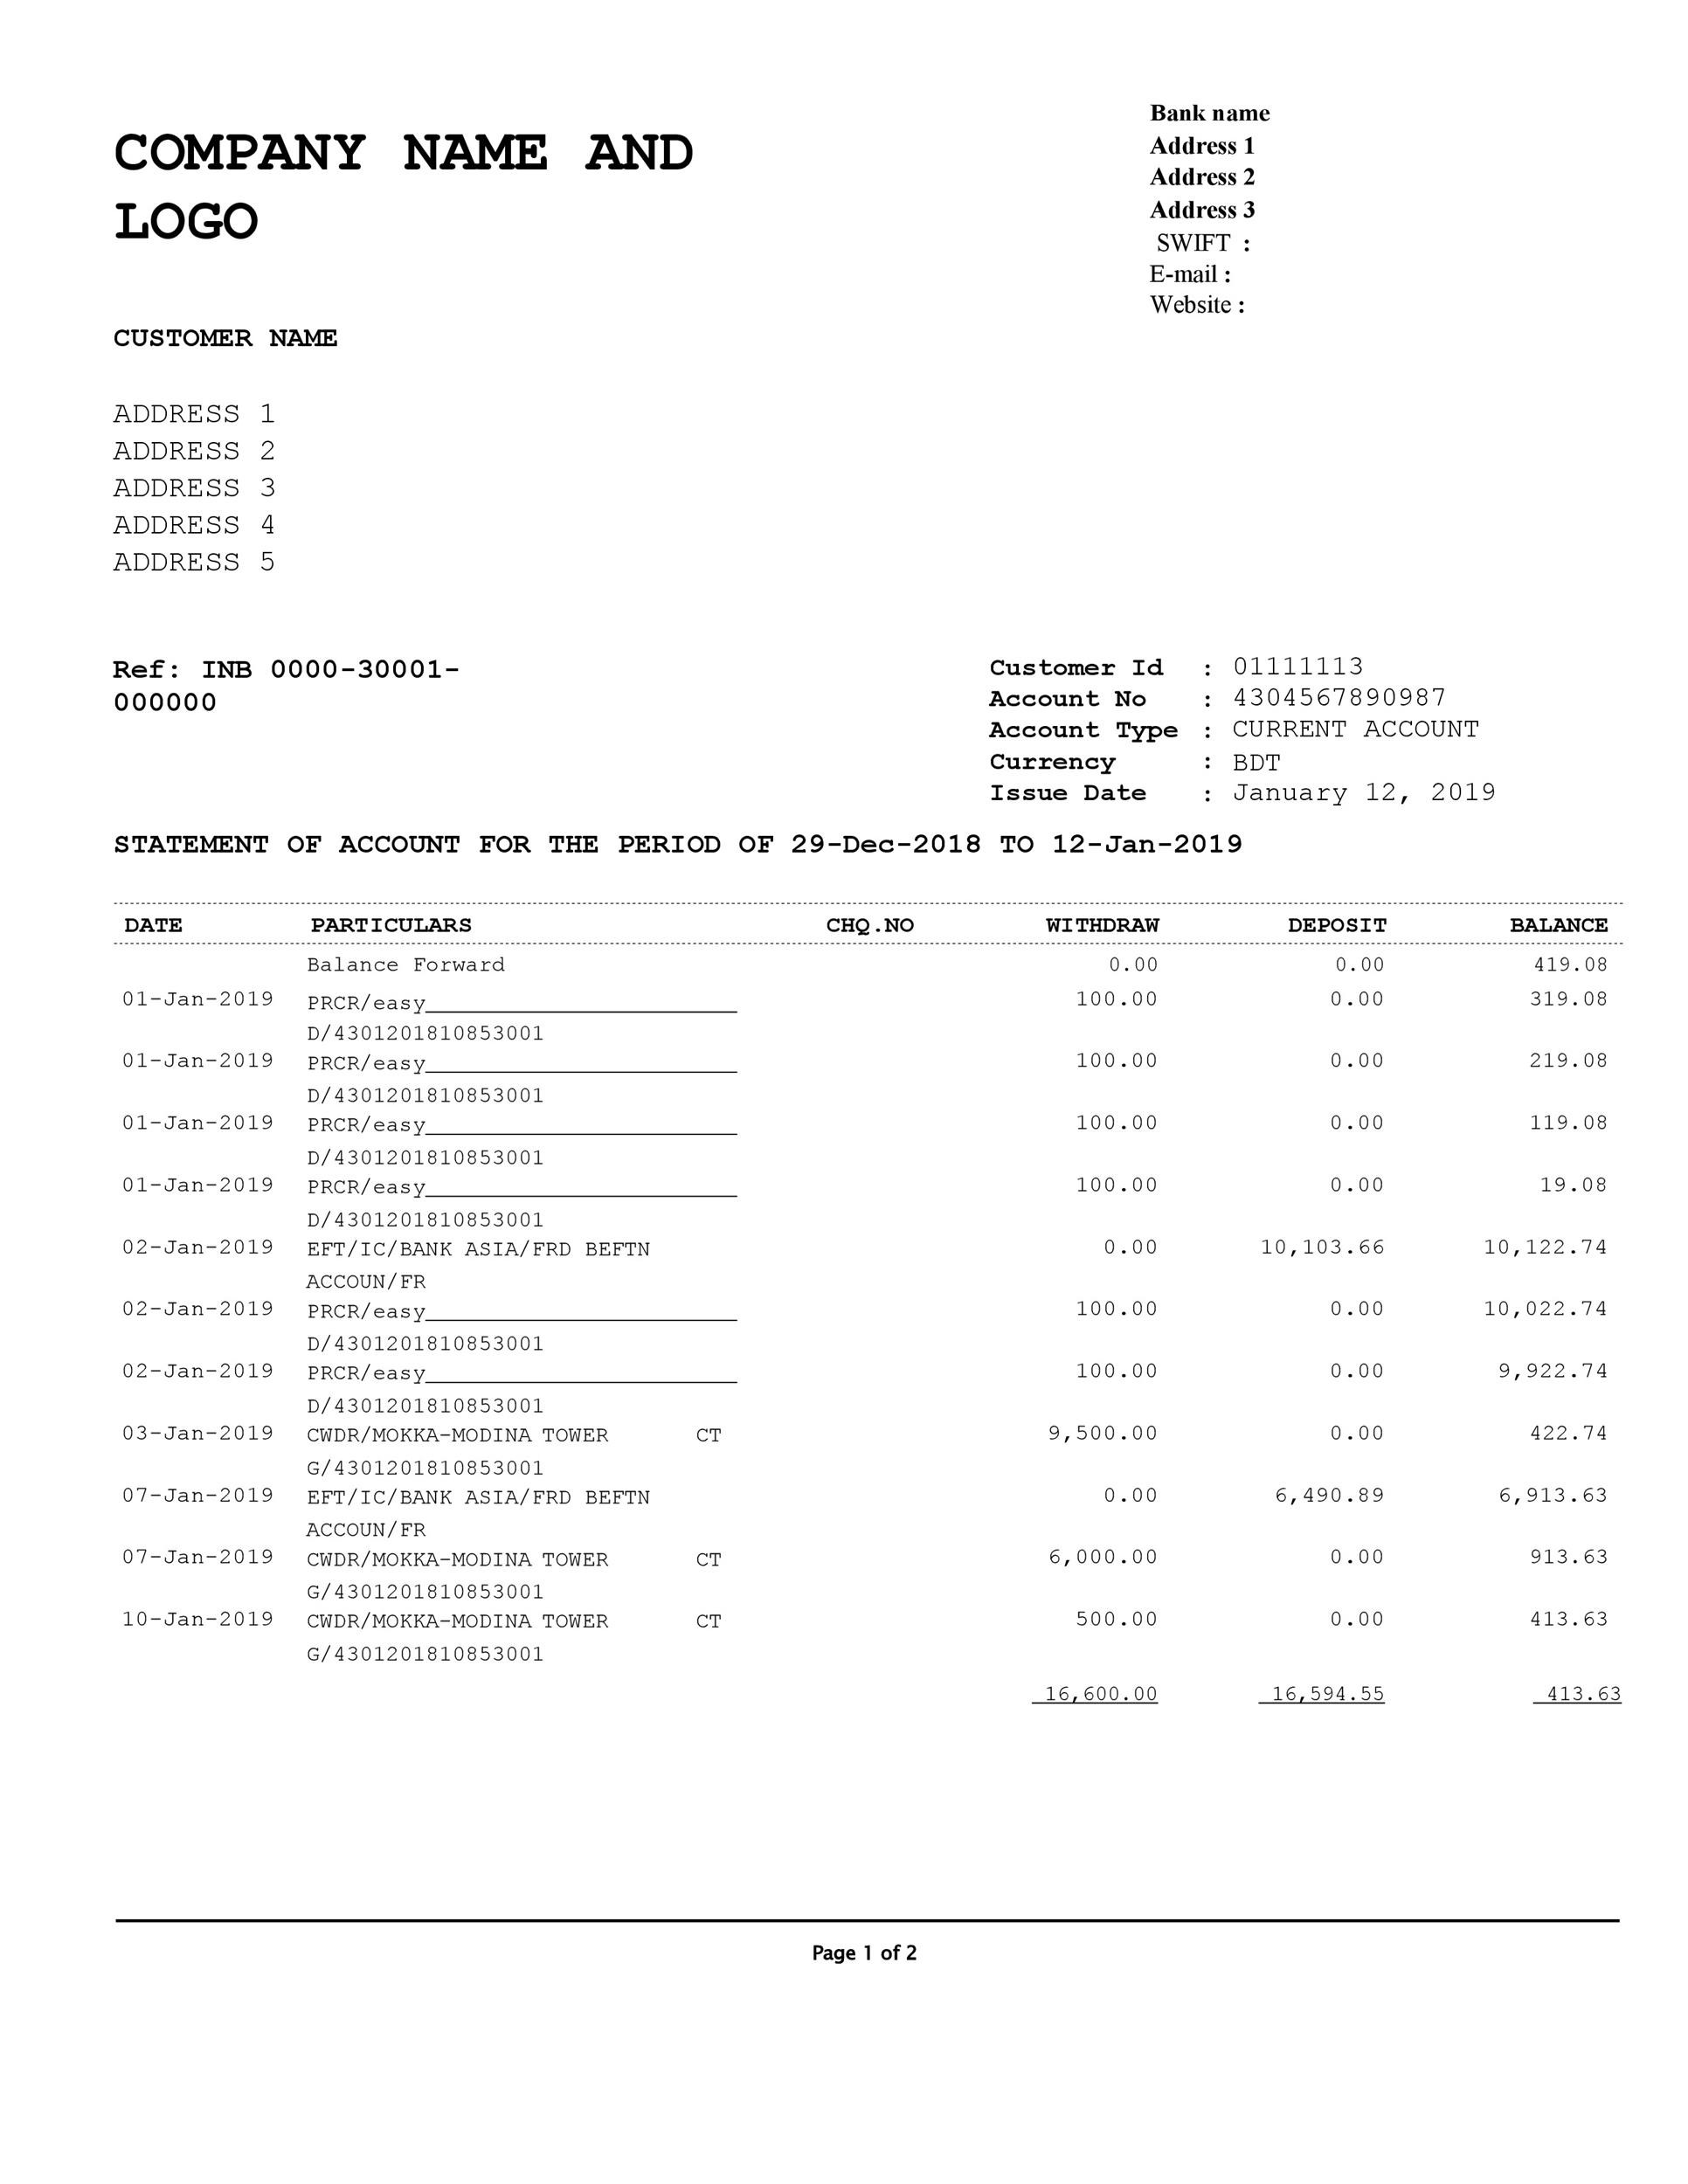 COMPANY NAME AND
LOGO
Bank name
Address 1
Address 2
Address 3
SWIFT :
E-mail :
Website :
CUSTOMER NAME
ADDRESS 1
ADDRESS 2
ADDRESS 3
ADDRESS 4
ADDRESS 5
Ref: INB 0000-30001-
000000
Customer Id : 01111113
Account No : 4304567890987
Account Type : CURRENT ACCOUNT
Currency : BDT
Issue Date : January 12, 2019
STATEMENT OF ACCOUNT FOR THE PERIOD OF 29-Dec-2018 TO 12-Jan-2019
DATE PARTICULARS CHQ.NO WITHDRAW DEPOSIT BALANCE
Balance Forward 0.00 0.00 419.08
01-Jan-2019 PRCR/easy__________________________ 100.00 0.00 319.08
D/4301201810853001
01-Jan-2019 PRCR/easy__________________________ 100.00 0.00 219.08
D/4301201810853001
01-Jan-2019 PRCR/easy__________________________ 100.00 0.00 119.08
D/4301201810853001
01-Jan-2019 PRCR/easy__________________________ 100.00 0.00 19.08
D/4301201810853001
02-Jan-2019 EFT/IC/BANK ASIA/FRD BEFTN 0.00 10,103.66 10,122.74
ACCOUN/FR
02-Jan-2019 PRCR/easy__________________________ 100.00 0.00 10,022.74
D/4301201810853001
02-Jan-2019 PRCR/easy__________________________ 100.00 0.00 9,922.74
D/4301201810853001
03-Jan-2019 CWDR/MOKKA-MODINA TOWER CT 9,500.00 0.00 422.74
G/4301201810853001
07-Jan-2019 EFT/IC/BANK ASIA/FRD BEFTN 0.00 6,490.89 6,913.63
ACCOUN/FR
07-Jan-2019 CWDR/MOKKA-MODINA TOWER CT 6,000.00 0.00 913.63
G/4301201810853001
10-Jan-2019 CWDR/MOKKA-MODINA TOWER CT 500.00 0.00 413.63
G/4301201810853001
16,600.00 16,594.55 413.63
Page 1 of 2